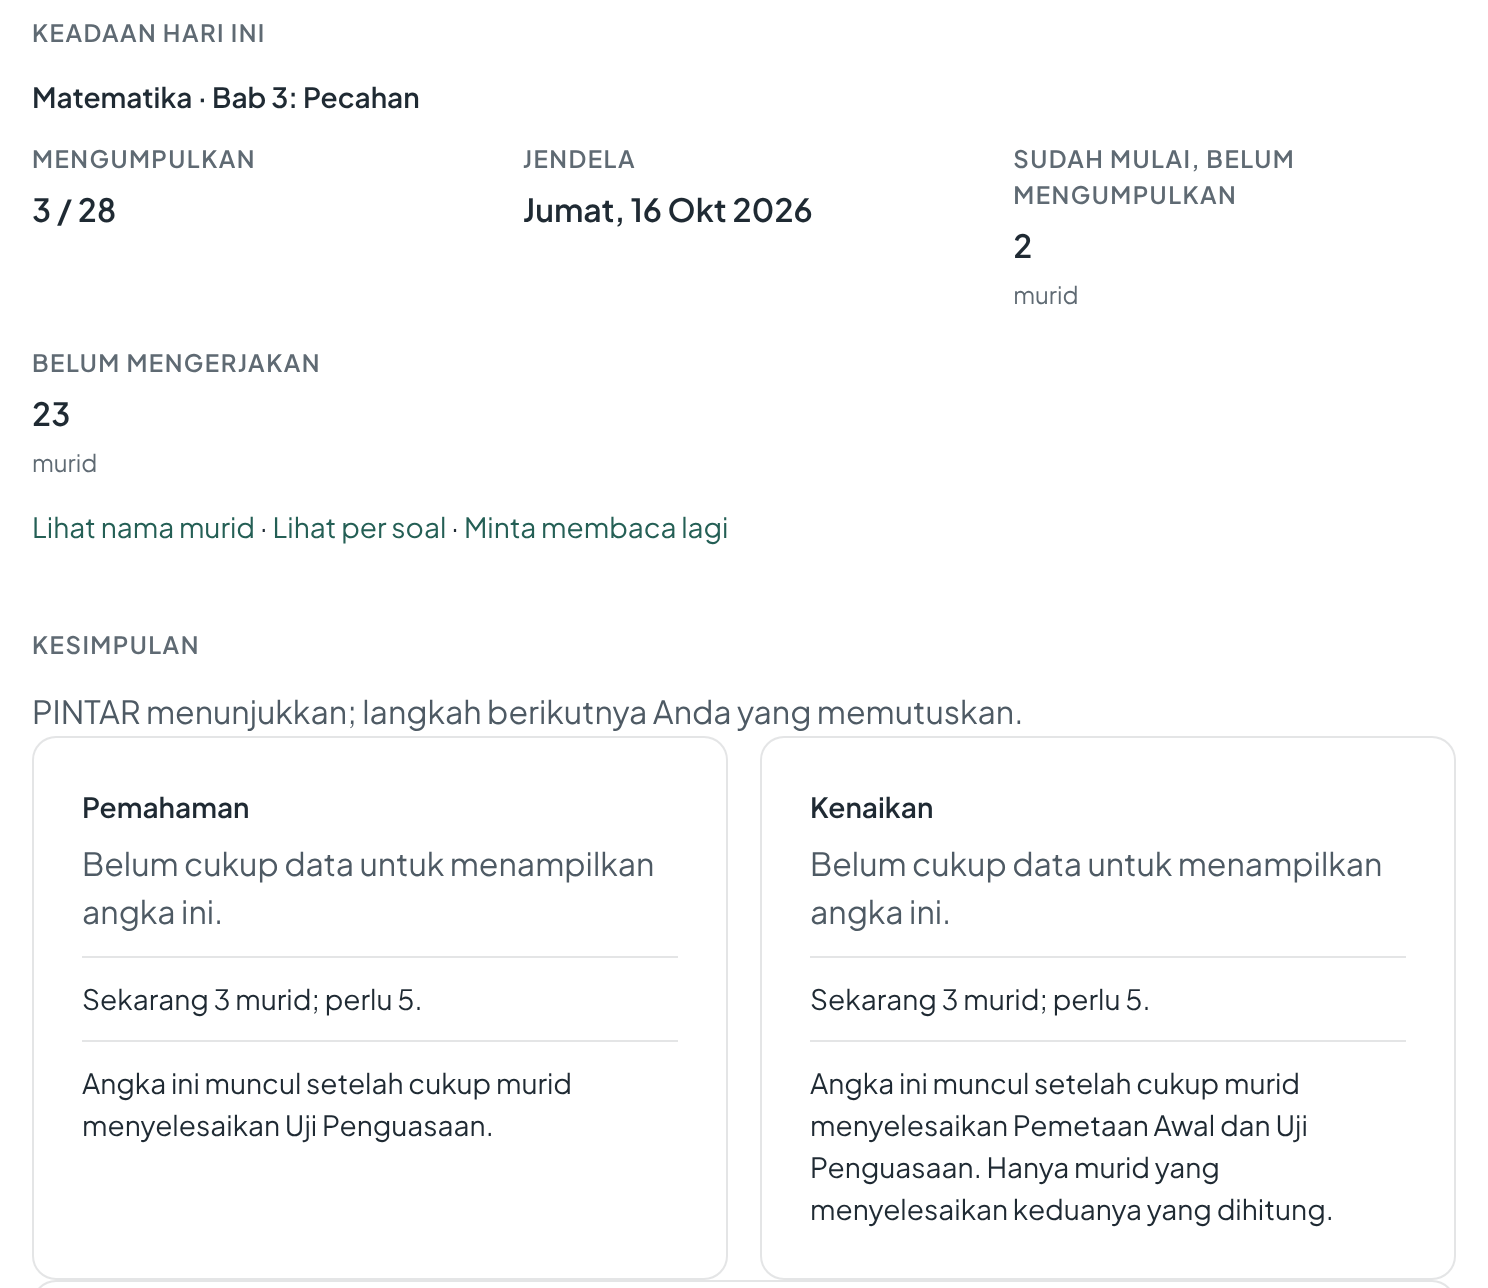 KEADAAN HARI INI
Matematika · Bab 3: Pecahan
MENGUMPULKAN
3 / 28
JENDELA
Jumat, 16 Okt 2026
SUDAH MULAI, BELUM
MENGUMPULKAN
2
murid
BELUM MENGERJAKAN
23
murid
Lihat nama murid · Lihat per soal · Minta membaca lagi
KESIMPULAN
PINTAR menunjukkan; langkah berikutnya Anda yang memutuskan.
Pemahaman
Belum cukup data untuk menampilkan
angka ini.
Sekarang 3 murid; perlu 5.
Angka ini muncul setelah cukup murid
menyelesaikan Uji Penguasaan.
Kenaikan
Belum cukup data untuk menampilkan
angka ini.
Sekarang 3 murid; perlu 5.
Angka ini muncul setelah cukup murid
menyelesaikan Pemetaan Awal dan Uji
Penguasaan. Hanya murid yang
menyelesaikan keduanya yang dihitung.